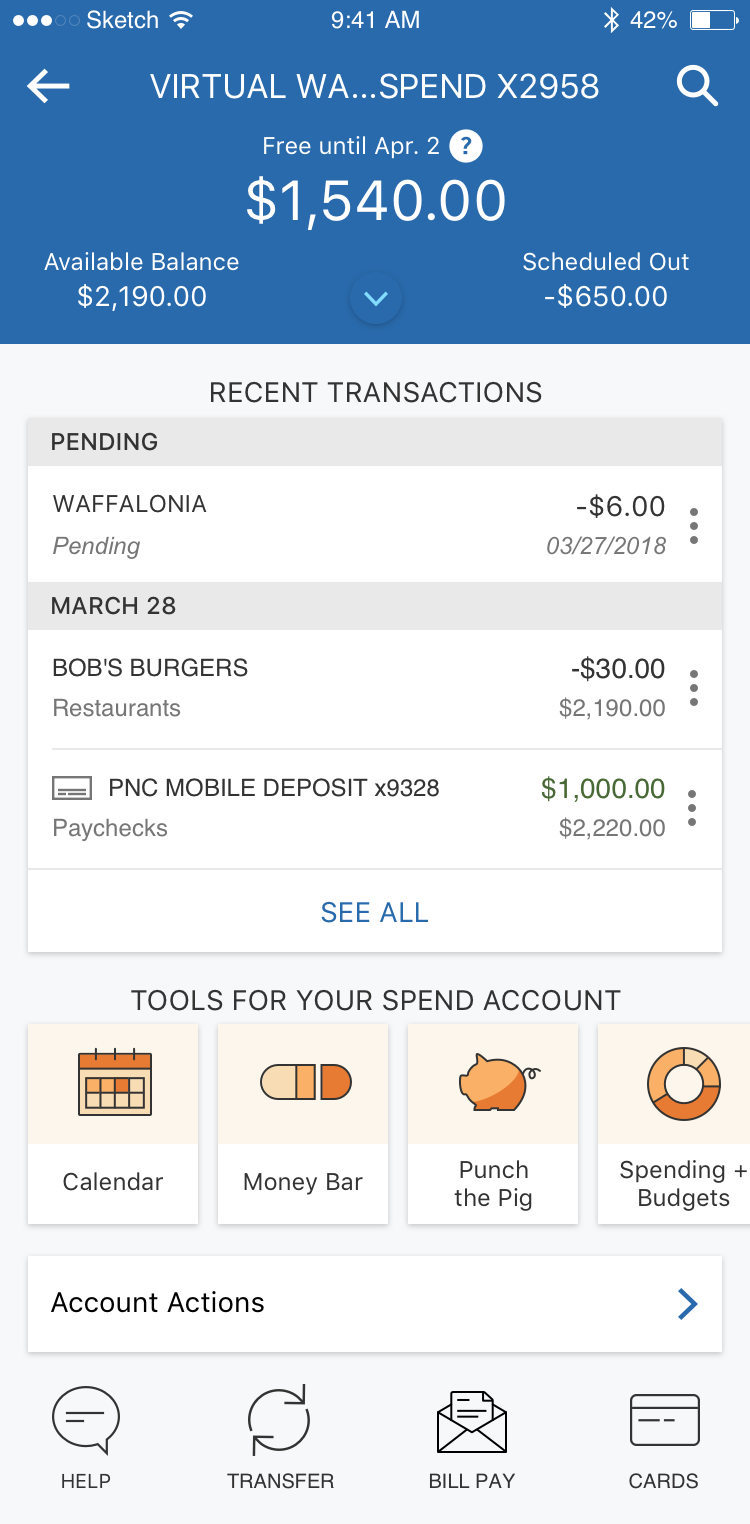 Sketch 9:41 AM 42%
VIRTUAL WA...SPEND X2958
Free until Apr. 2 ?
$1,540.00
Available Balance Scheduled Out
$2,190.00 -$650.00
RECENT TRANSACTIONS
PENDING
WAFFALONIA -$6.00
Pending 03/27/2018
MARCH 28
BOB'S BURGERS -$30.00
Restaurants $2,190.00
PNC MOBILE DEPOSIT x9328 $1,000.00
Paychecks $2,220.00
SEE ALL
TOOLS FOR YOUR SPEND ACCOUNT
Calendar
Money Bar
Punch
the Pig
Spending +
Budgets
Account Actions
HELP TRANSFER BILL PAY CARDS